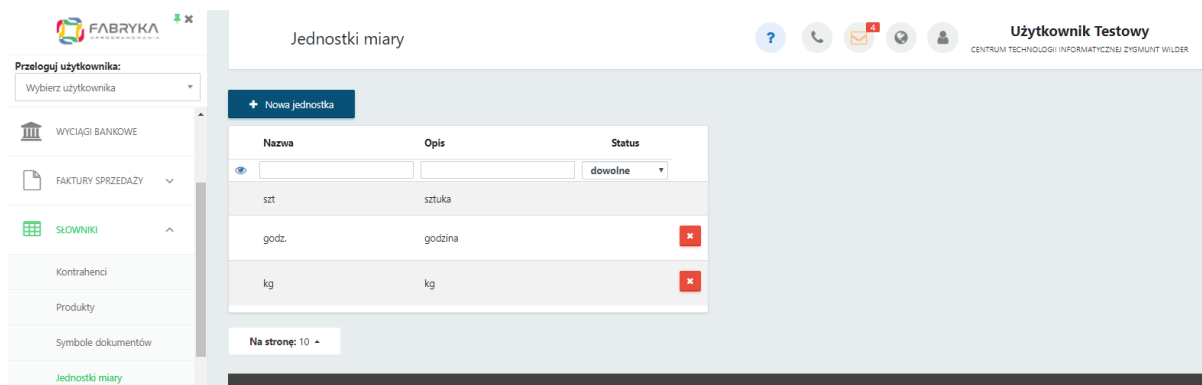 FABRYKA
OPROGRAMOWANIA
Przeloguj użytkownika:
Wybierz użytkownika
WYCIĄGI BANKOWE
FAKTURY SPRZEDAŻY
SŁOWNIKI
Kontrahenci
Produkty
Symbole dokumentów
Jednostki miary
Jednostki miary
?
4
Użytkownik Testowy
CENTRUM TECHNOLOGII INFORMATYCZNEJ ZYGMUNT WILDER
+ Nowa jednostka
Nazwa Opis Status
dowolne
szt sztuka
godz. godzina
kg kg
Na stronę: 10